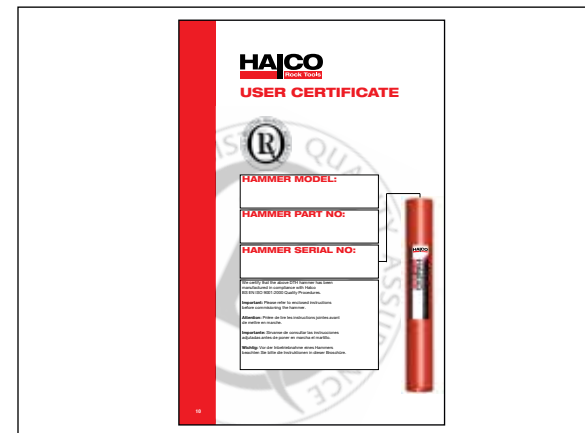 HALCO
Rock Tools
USER CERTIFICATE
HAMMER MODEL:
HAMMER PART NO:
HAMMER SERIAL NO:
We certify that the above DTH hammer has been
manufactured in compliance with Halco
BS EN ISO 9001:2000 Quality Procedures.
Important: Please refer to enclosed instructions
before commissioning the hammer.
Attention: Prière de lire les instructions jointes avant
de mettre en marche.
Importante: Sírvanse de consultar las instrucciones
adjuntadas antes de poner en marcha el martillo.
Wichtig: Vor der Inbetriebnahme eines Hammers
beachten Sie bitte die Instruktionen in dieser Broschüre.
HALCO
QUALITY ASSURANCE